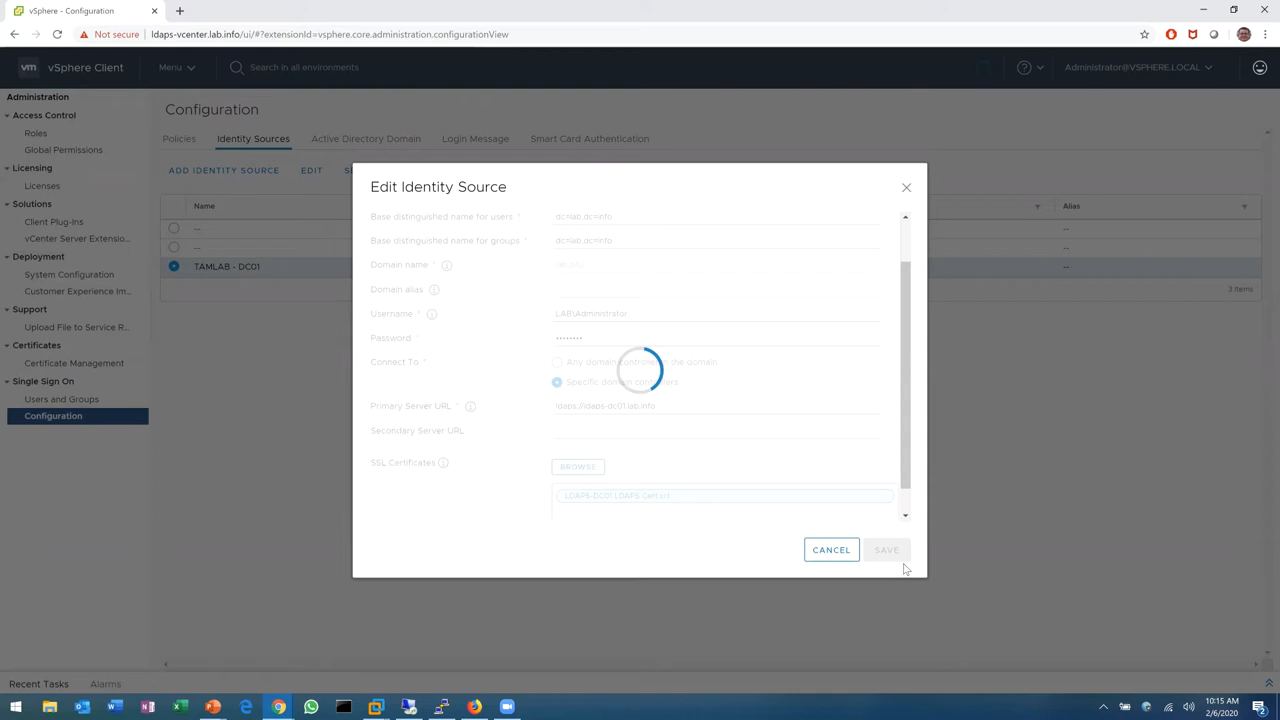 vSphere - Configuration
Not secure
ldaps-vcenter.lab.info/ui/#?extensionId=vsphere.core.administration.configurationView
vm
vSphere Client
Menu
Search in all environments
Administrator@VSPHERE.LOCAL
Administration
Access Control
Roles
Global Permissions
Licensing
Licenses
Solutions
Client Plug-Ins
vCenter Server Extensio...
Deployment
System Configuration
Customer Experience Im...
Support
Upload File to Service R...
Certificates
Certificate Management
Single Sign On
Users and Groups
Configuration
Configuration
Policies
Identity Sources
Active Directory Domain
Login Message
Smart Card Authentication
ADD IDENTITY SOURCE
EDIT
Name
Alias
--
--
--
--
TAMLAB - DC01
--
3 items
Edit Identity Source
Base distinguished name for users *
dc=lab,dc=info
Base distinguished name for groups *
dc=lab,dc=info
Domain name *
Domain alias
Username *
LAB\Administrator
Password *
••••••••
Connect To *
Any domain controller in the domain
Specific domain controllers
Primary Server URL *
ldaps://ldaps-dc01.lab.info
Secondary Server URL
SSL Certificates
BROWSE
LDAPS-DC01 LDAPS Cert.crt
CANCEL
SAVE
Recent Tasks
Alarms
10:15 AM
2/6/2020
2